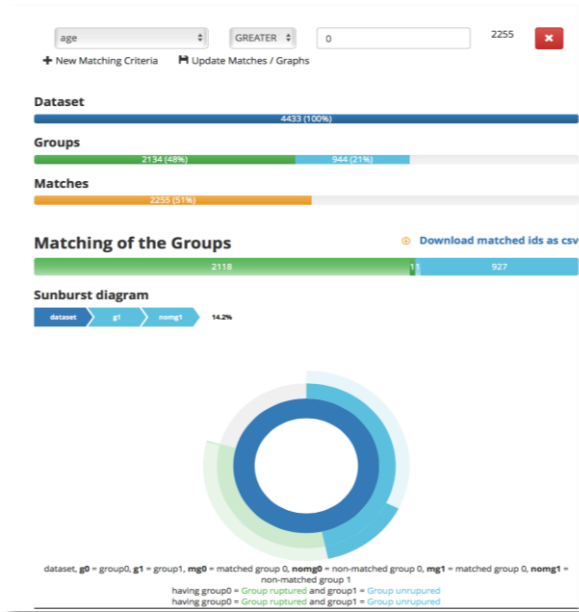 age GREATER 0 2255
New Matching Criteria Update Matches / Graphs
Dataset
4433 (100%)
Groups
2134 (48%) 944 (21%)
Matches
2255 (51%)
Matching of the Groups Download matched ids as csv
2118 11 927
Sunburst diagram
dataset g1 nomg1 14.2%
dataset, g0 = group0, g1 = group1, mg0 = matched group 0, nomg0 = non-matched group 0, mg1 = matched group 0, nomg1 =
non-matched group 1
having group0 = Group ruptured and group1 = Group unrupured
having group0 = Group ruptured and group1 = Group unrupured